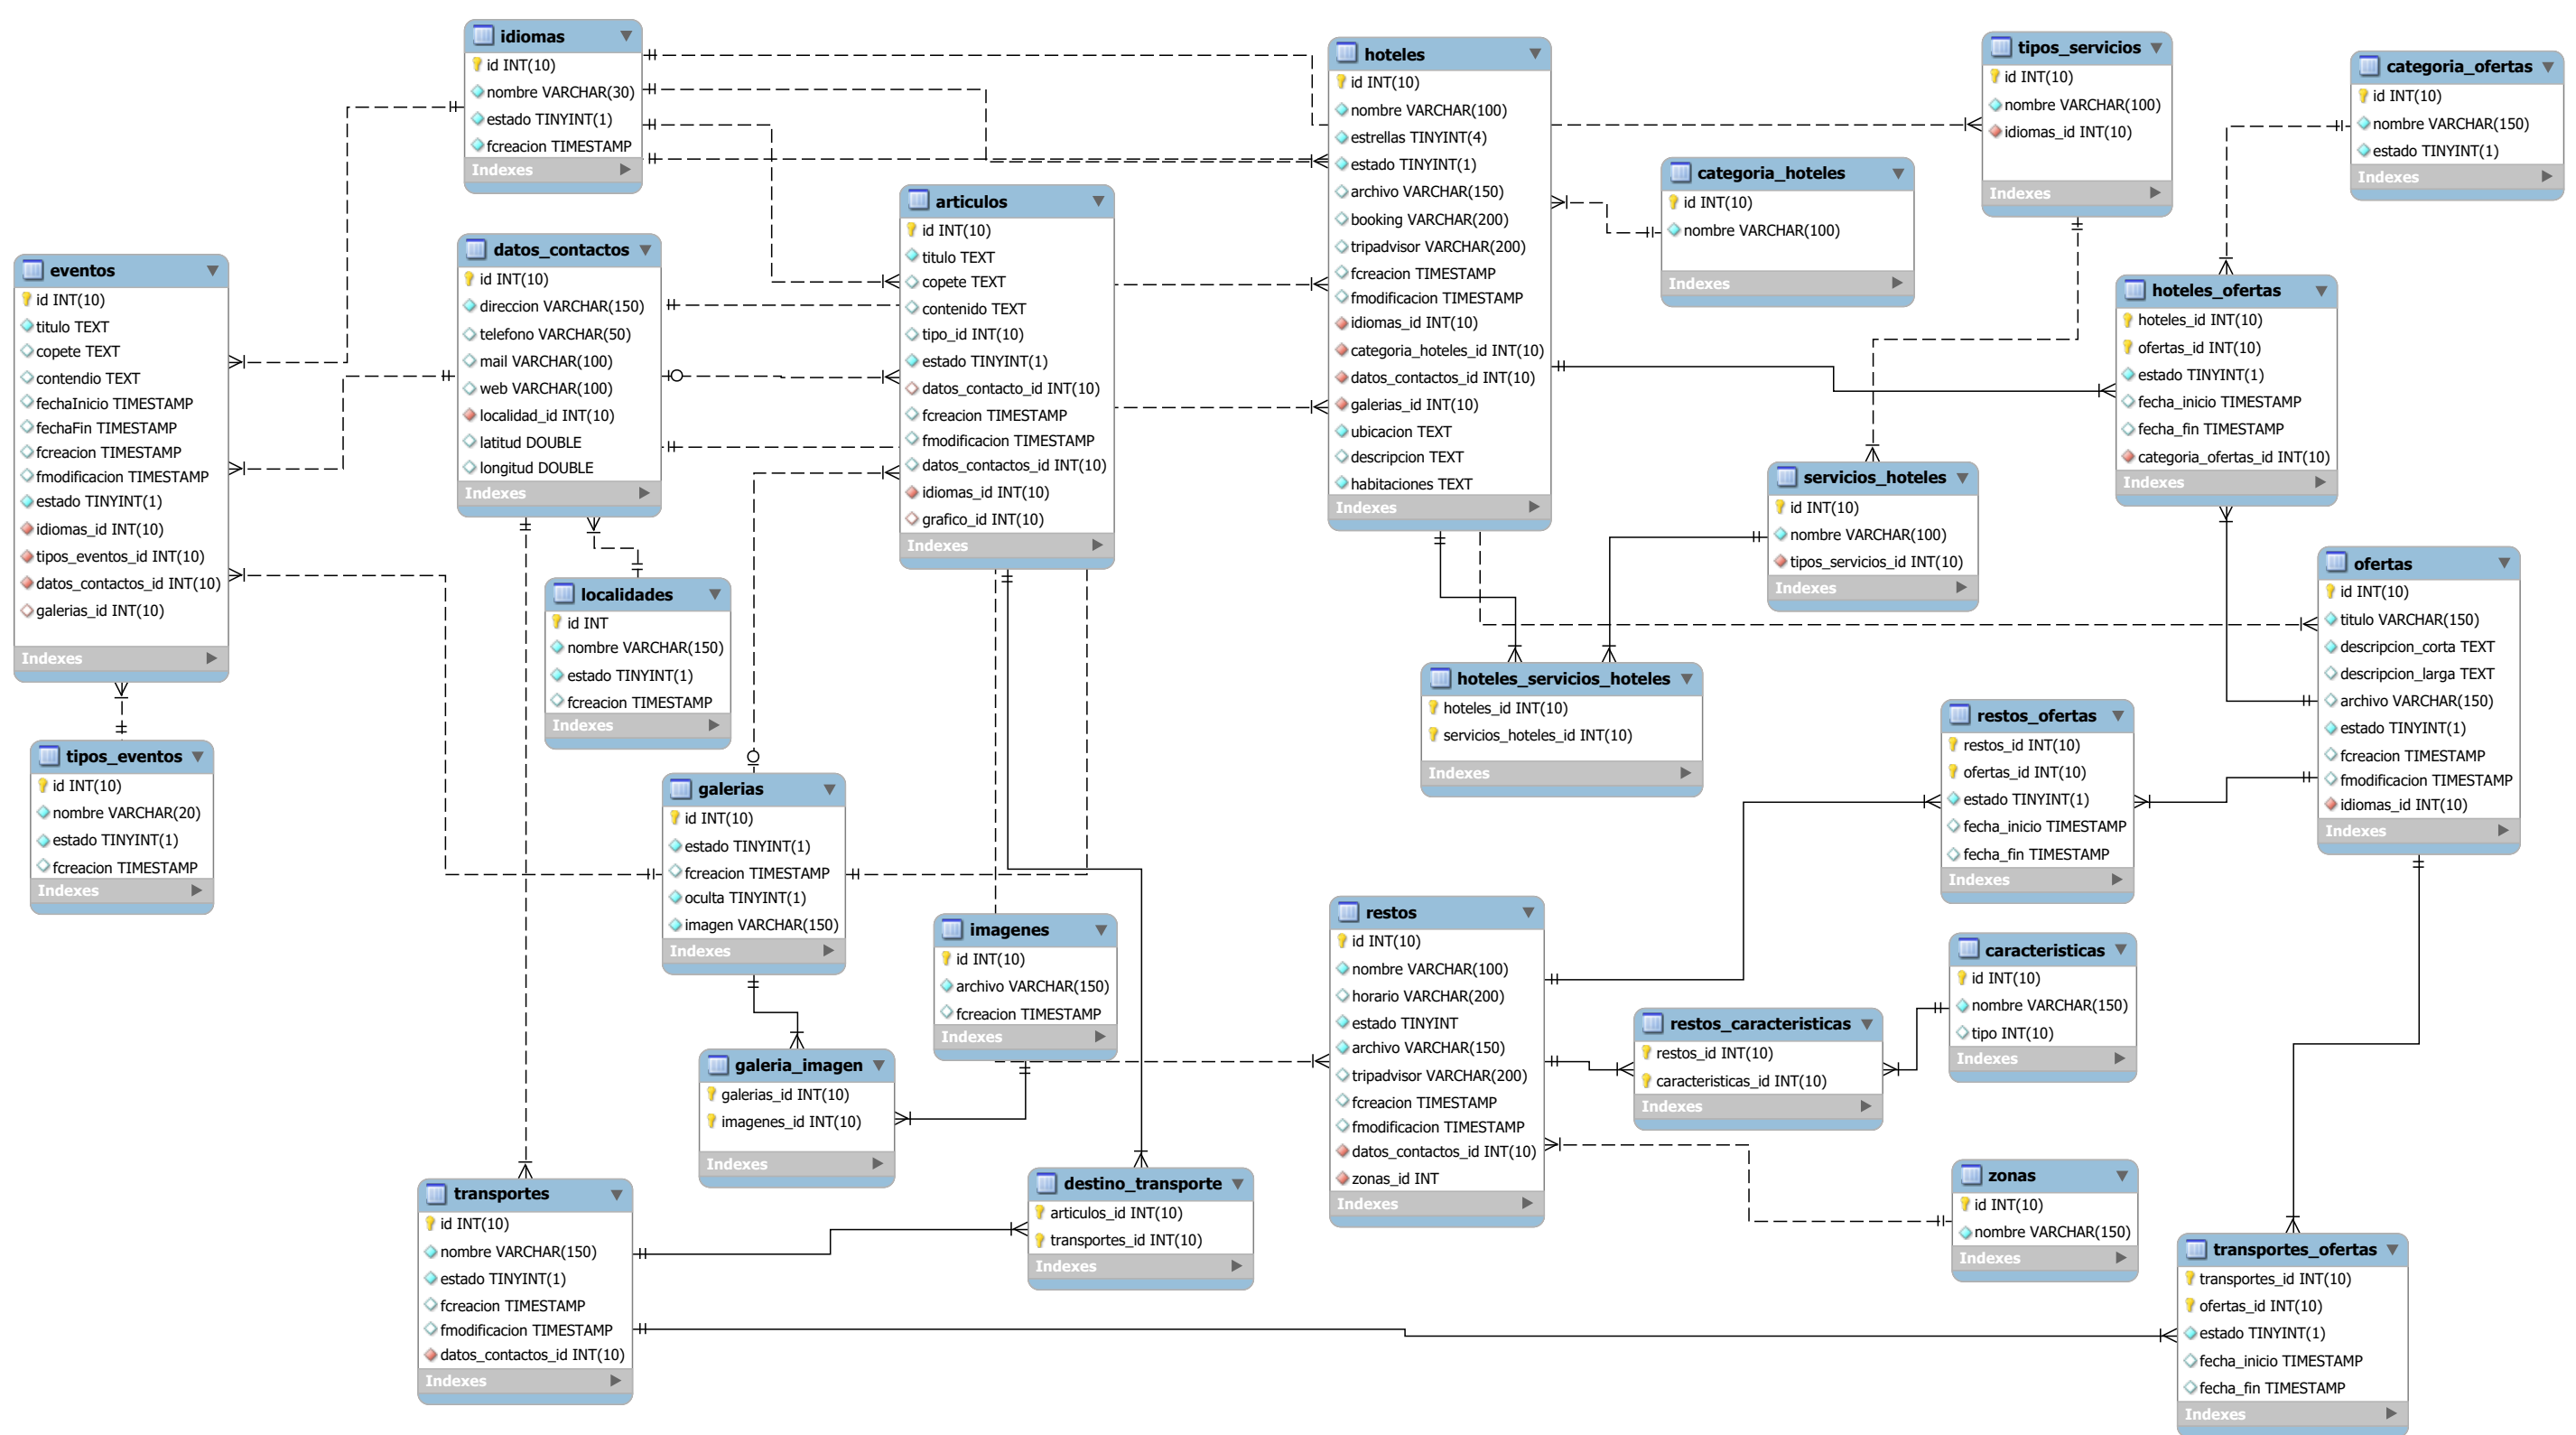 idiomas
id INT(10)
nombre VARCHAR(30)
estado TINYINT(1)
fcreacion TIMESTAMP
Indexes
hoteles
id INT(10)
nombre VARCHAR(100)
estrellas TINYINT(4)
estado TINYINT(1)
archivo VARCHAR(150)
booking VARCHAR(200)
tripadvisor VARCHAR(200)
fcreacion TIMESTAMP
fmodificacion TIMESTAMP
idiomas_id INT(10)
categoria_hoteles_id INT(10)
datos_contactos_id INT(10)
galerias_id INT(10)
ubicacion TEXT
descripcion TEXT
habitaciones TEXT
Indexes
tipos_servicios
id INT(10)
nombre VARCHAR(100)
idiomas_id INT(10)
Indexes
categoria_ofertas
id INT(10)
nombre VARCHAR(150)
estado TINYINT(1)
Indexes
categoria_hoteles
id INT(10)
nombre VARCHAR(100)
Indexes
articulos
id INT(10)
titulo TEXT
copete TEXT
contenido TEXT
tipo_id INT(10)
estado TINYINT(1)
datos_contacto_id INT(10)
fcreacion TIMESTAMP
fmodificacion TIMESTAMP
datos_contactos_id INT(10)
idiomas_id INT(10)
grafico_id INT(10)
Indexes
datos_contactos
id INT(10)
direccion VARCHAR(150)
telefono VARCHAR(50)
mail VARCHAR(100)
web VARCHAR(100)
localidad_id INT(10)
latitud DOUBLE
longitud DOUBLE
Indexes
eventos
id INT(10)
titulo TEXT
copete TEXT
contendio TEXT
fechaInicio TIMESTAMP
fechaFin TIMESTAMP
fcreacion TIMESTAMP
fmodificacion TIMESTAMP
estado TINYINT(1)
idiomas_id INT(10)
tipos_eventos_id INT(10)
datos_contactos_id INT(10)
galerias_id INT(10)
Indexes
hoteles_ofertas
hoteles_id INT(10)
ofertas_id INT(10)
estado TINYINT(1)
fecha_inicio TIMESTAMP
fecha_fin TIMESTAMP
categoria_ofertas_id INT(10)
Indexes
servicios_hoteles
id INT(10)
nombre VARCHAR(100)
tipos_servicios_id INT(10)
Indexes
ofertas
id INT(10)
titulo VARCHAR(150)
descripcion_corta TEXT
descripcion_larga TEXT
archivo VARCHAR(150)
estado TINYINT(1)
fcreacion TIMESTAMP
fmodificacion TIMESTAMP
idiomas_id INT(10)
Indexes
localidades
id INT
nombre VARCHAR(150)
estado TINYINT(1)
fcreacion TIMESTAMP
Indexes
hoteles_servicios_hoteles
hoteles_id INT(10)
servicios_hoteles_id INT(10)
Indexes
restos_ofertas
restos_id INT(10)
ofertas_id INT(10)
estado TINYINT(1)
fecha_inicio TIMESTAMP
fecha_fin TIMESTAMP
Indexes
tipos_eventos
id INT(10)
nombre VARCHAR(20)
estado TINYINT(1)
fcreacion TIMESTAMP
Indexes
galerias
id INT(10)
estado TINYINT(1)
fcreacion TIMESTAMP
oculta TINYINT(1)
imagen VARCHAR(150)
Indexes
imagenes
id INT(10)
archivo VARCHAR(150)
fcreacion TIMESTAMP
Indexes
restos
id INT(10)
nombre VARCHAR(100)
horario VARCHAR(200)
estado TINYINT
archivo VARCHAR(150)
tripadvisor VARCHAR(200)
fcreacion TIMESTAMP
fmodificacion TIMESTAMP
datos_contactos_id INT(10)
zonas_id INT
Indexes
caracteristicas
id INT(10)
nombre VARCHAR(150)
tipo INT(10)
Indexes
restos_caracteristicas
restos_id INT(10)
caracteristicas_id INT(10)
Indexes
galeria_imagen
galerias_id INT(10)
imagenes_id INT(10)
Indexes
zonas
id INT(10)
nombre VARCHAR(150)
Indexes
destino_transporte
articulos_id INT(10)
transportes_id INT(10)
Indexes
transportes
id INT(10)
nombre VARCHAR(150)
estado TINYINT(1)
fcreacion TIMESTAMP
fmodificacion TIMESTAMP
datos_contactos_id INT(10)
Indexes
transportes_ofertas
transportes_id INT(10)
ofertas_id INT(10)
estado TINYINT(1)
fecha_inicio TIMESTAMP
fecha_fin TIMESTAMP
Indexes